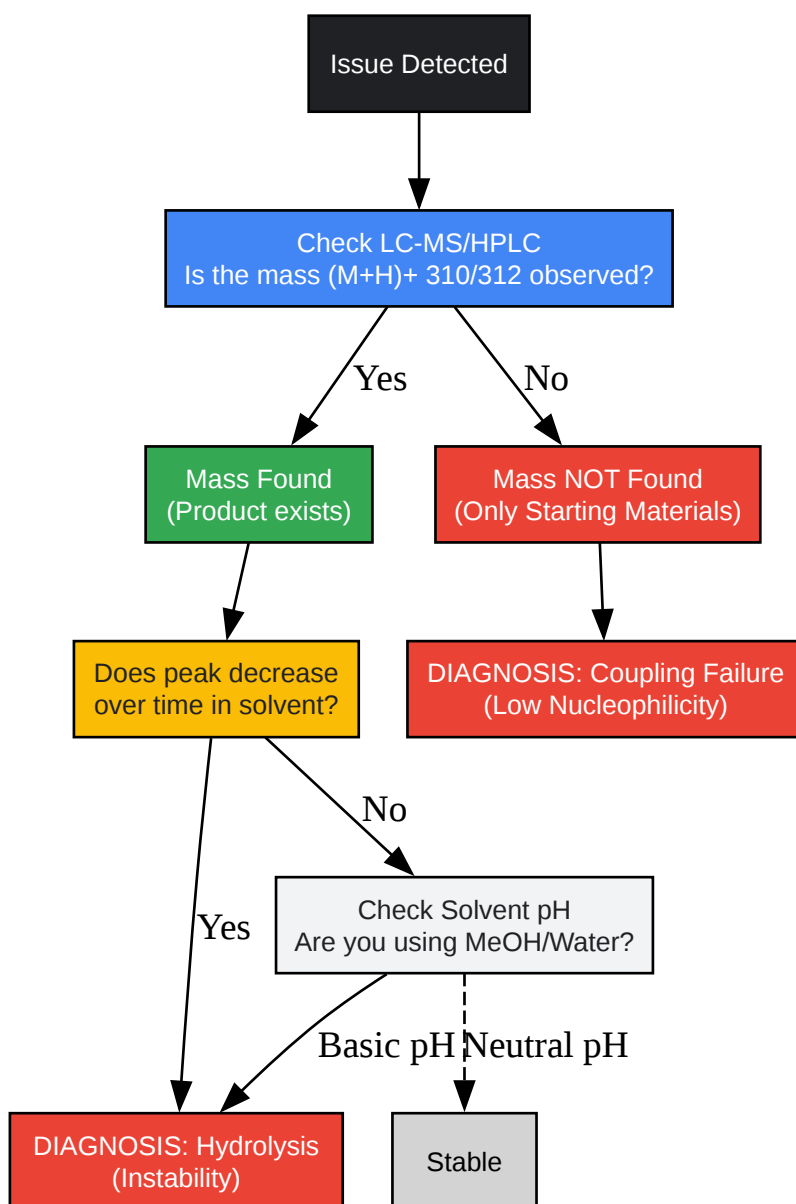 Issue Detected
Check LC-MS/HPLC
Is the mass (M+H)+ 310/312 observed?
Yes
No
Mass Found
(Product exists)
Mass NOT Found
(Only Starting Materials)
Does peak decrease
over time in solvent?
DIAGNOSIS: Coupling Failure
(Low Nucleophilicity)
No
Yes
Check Solvent pH
Are you using MeOH/Water?
Basic pH
Neutral pH
DIAGNOSIS: Hydrolysis
(Instability)
Stable